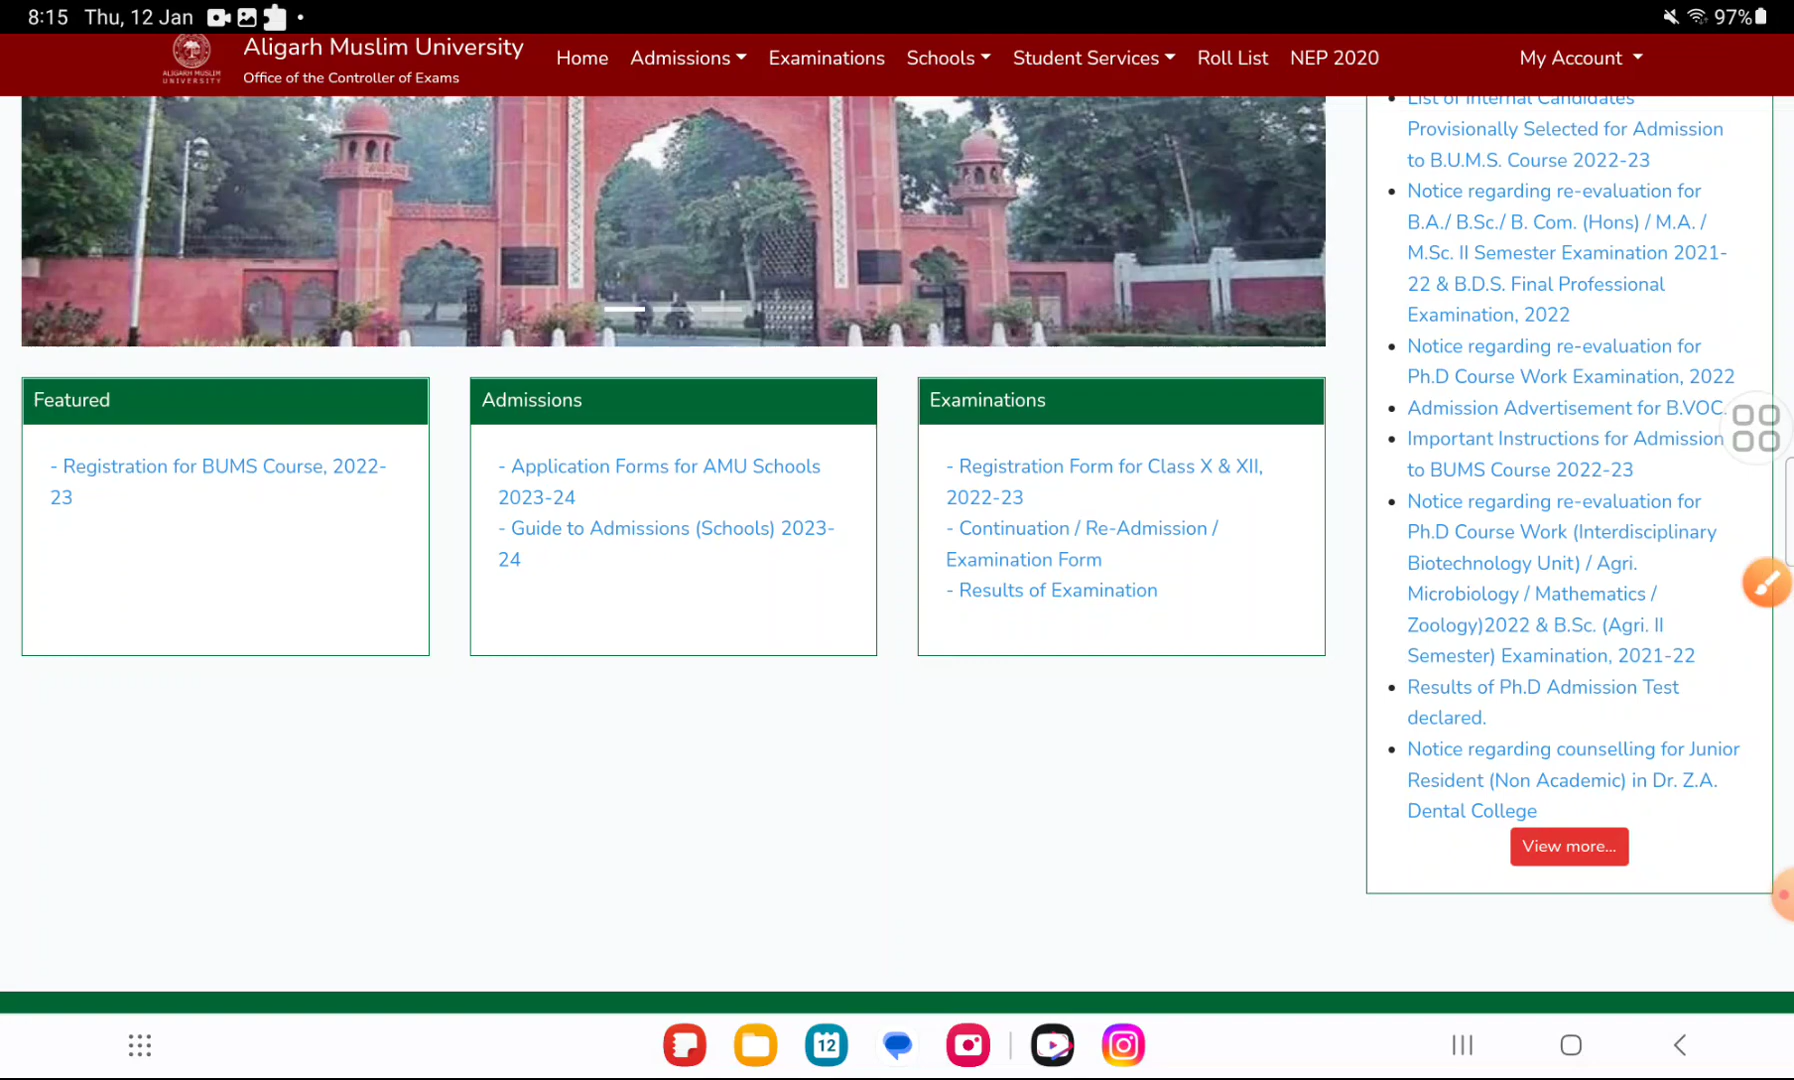 8:15 Thu, 12 Jan
97%
ALIGARH MUSLIM
UNIVERSITY
Aligarh Muslim University
Office of the Controller of Exams
Home Admissions Examinations Schools Student Services Roll List NEP 2020 My Account
List of Internal Candidates
Provisionally Selected for Admission
to B.U.M.S. Course 2022-23
Notice regarding re-evaluation for
B.A./ B.Sc./ B. Com. (Hons) / M.A. /
M.Sc. II Semester Examination 2021-
22 & B.D.S. Final Professional
Examination, 2022
Notice regarding re-evaluation for
Ph.D Course Work Examination, 2022
Admission Advertisement for B.VOC.
Important Instructions for Admission
to BUMS Course 2022-23
Notice regarding re-evaluation for
Ph.D Course Work (Interdisciplinary
Biotechnology Unit) / Agri.
Microbiology / Mathematics /
Zoology)2022 & B.Sc. (Agri. II
Semester) Examination, 2021-22
Results of Ph.D Admission Test
declared.
Notice regarding counselling for Junior
Resident (Non Academic) in Dr. Z.A.
Dental College
View more...
Featured
- Registration for BUMS Course, 2022-
23
Admissions
- Application Forms for AMU Schools
2023-24
- Guide to Admissions (Schools) 2023-
24
Examinations
- Registration Form for Class X & XII,
2022-23
- Continuation / Re-Admission /
Examination Form
- Results of Examination
12